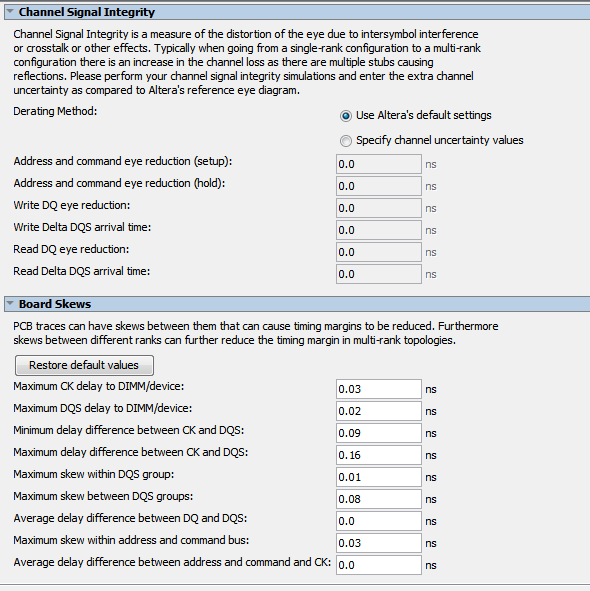 Channel Signal Integrity
Channel Signal Integrity is a measure of the distortion of the eye due to intersymbol interference
or crosstalk or other effects. Typically when going from a single-rank configuration to a multi-rank
configuration there is an increase in the channel loss as there are multiple stubs causing
reflections. Please perform your channel signal integrity simulations and enter the extra channel
uncertainty as compared to Altera's reference eye diagram.
Derating Method:
Use Altera's default settings
Specify channel uncertainty values
Address and command eye reduction (setup): 0.0 ns
Address and command eye reduction (hold): 0.0 ns
Write DQ eye reduction: 0.0 ns
Write Delta DQS arrival time: 0.0 ns
Read DQ eye reduction: 0.0 ns
Read Delta DQS arrival time: 0.0 ns
Board Skews
PCB traces can have skews between them that can cause timing margins to be reduced. Furthermore
skews between different ranks can further reduce the timing margin in multi-rank topologies.
Restore default values
Maximum CK delay to DIMM/device: 0.03 ns
Maximum DQS delay to DIMM/device: 0.02 ns
Minimum delay difference between CK and DQS: 0.09 ns
Maximum delay difference between CK and DQS: 0.16 ns
Maximum skew within DQS group: 0.01 ns
Maximum skew between DQS groups: 0.08 ns
Average delay difference between DQ and DQS: 0.0 ns
Maximum skew within address and command bus: 0.03 ns
Average delay difference between address and command and CK: 0.0 ns